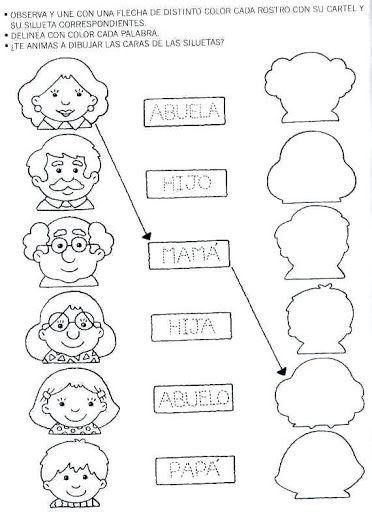 • OBSERVA Y UNE CON UNA FLECHA DE DISTINTO COLOR CADA ROSTRO CON SU CARTEL Y
SU SILUETA CORRESPONDIENTES.
• DELINEA CON COLOR CADA PALABRA.
• ¿TE ANIMAS A DIBUJAR LAS CARAS DE LAS SILUETAS?
ABUELA
HIJO
MAMÁ
HIJA
ABUELO
PAPÁ